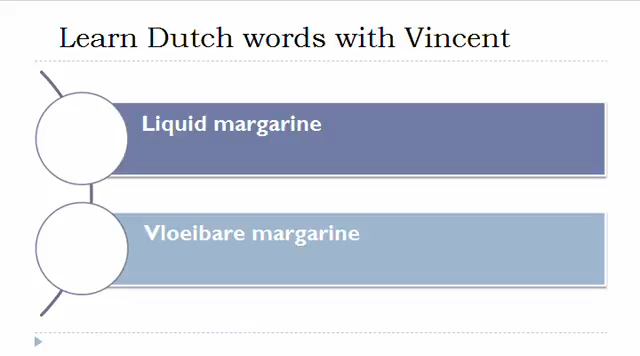 Learn Dutch words with Vincent
Liquid margarine
Vloeibare margarine